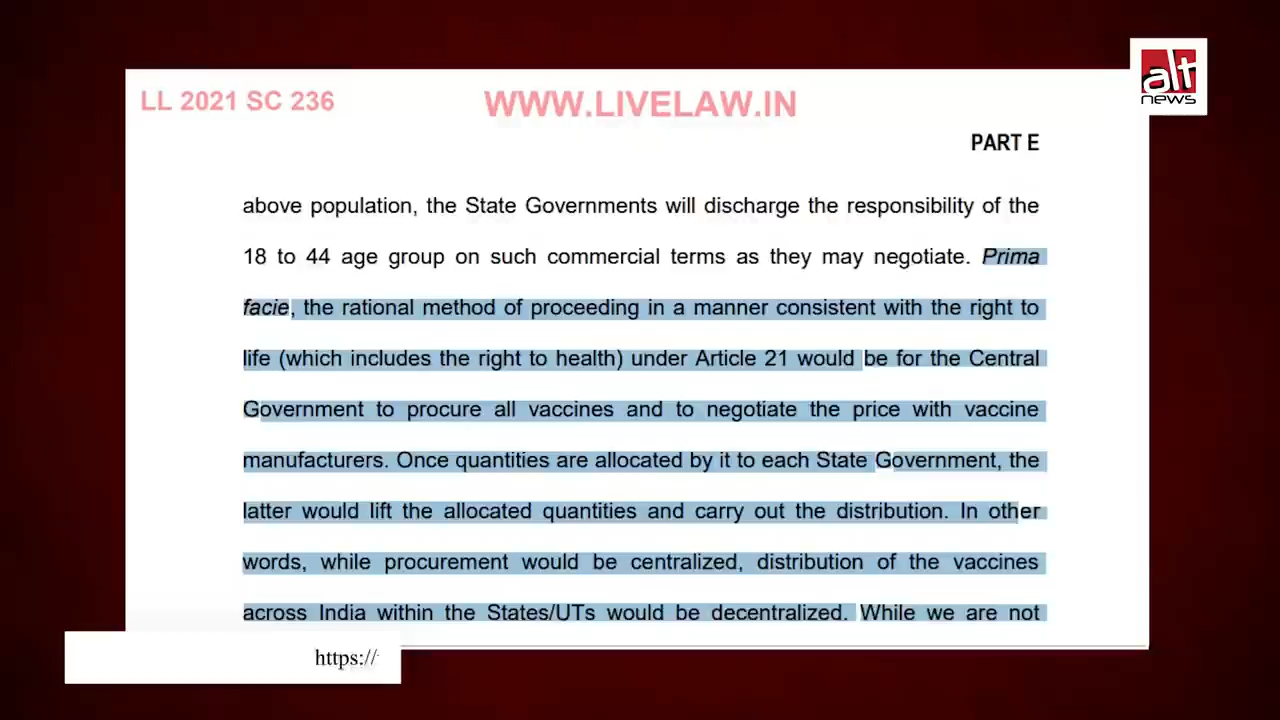 alt
news
LL 2021 SC 236
WWW.LIVELAW.IN
PART E
above population, the State Governments will discharge the responsibility of the
18 to 44 age group on such commercial terms as they may negotiate. Prima
facie, the rational method of proceeding in a manner consistent with the right to
life (which includes the right to health) under Article 21 would be for the Central
Government to procure all vaccines and to negotiate the price with vaccine
manufacturers. Once quantities are allocated by it to each State Government, the
latter would lift the allocated quantities and carry out the distribution. In other
words, while procurement would be centralized, distribution of the vaccines
across India within the States/UTs would be decentralized. While we are not
https://